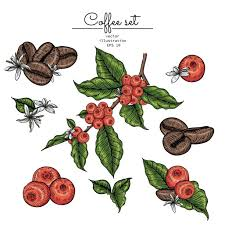 Coffee set
vector
illustration
EPS 10